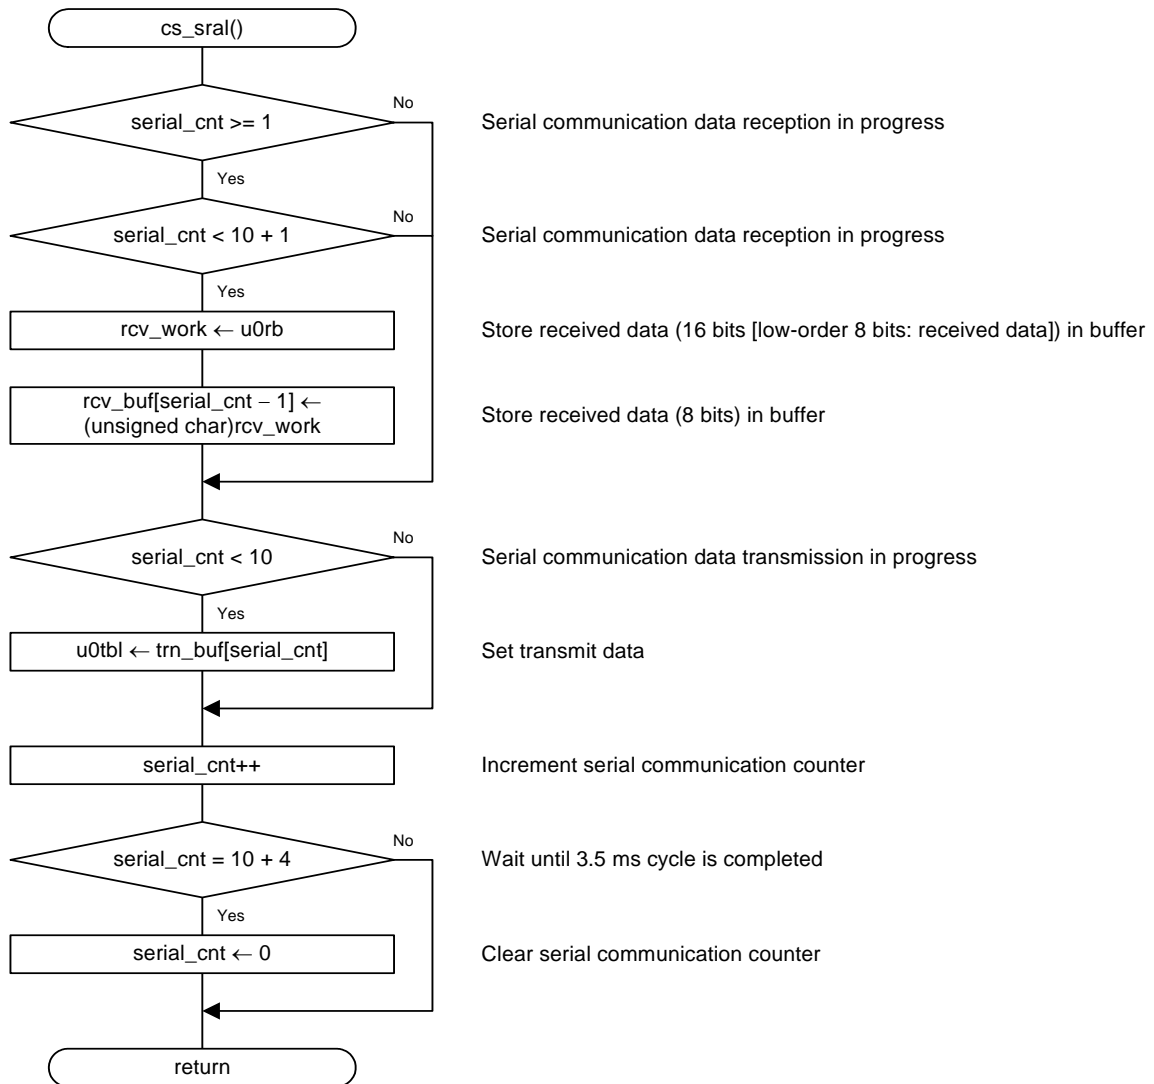 cs_sral()
No
serial_cnt >= 1
Serial communication data reception in progress
Yes
No
serial_cnt < 10 + 1
Serial communication data reception in progress
Yes
rcv_work ← u0rb
Store received data (16 bits [low-order 8 bits: received data]) in buffer
rcv_buf[serial_cnt − 1] ←
(unsigned char)rcv_work
Store received data (8 bits) in buffer
No
serial_cnt < 10
Serial communication data transmission in progress
Yes
u0tbl ← trn_buf[serial_cnt]
Set transmit data
serial_cnt++
Increment serial communication counter
No
serial_cnt = 10 + 4
Wait until 3.5 ms cycle is completed
Yes
serial_cnt ← 0
Clear serial communication counter
return